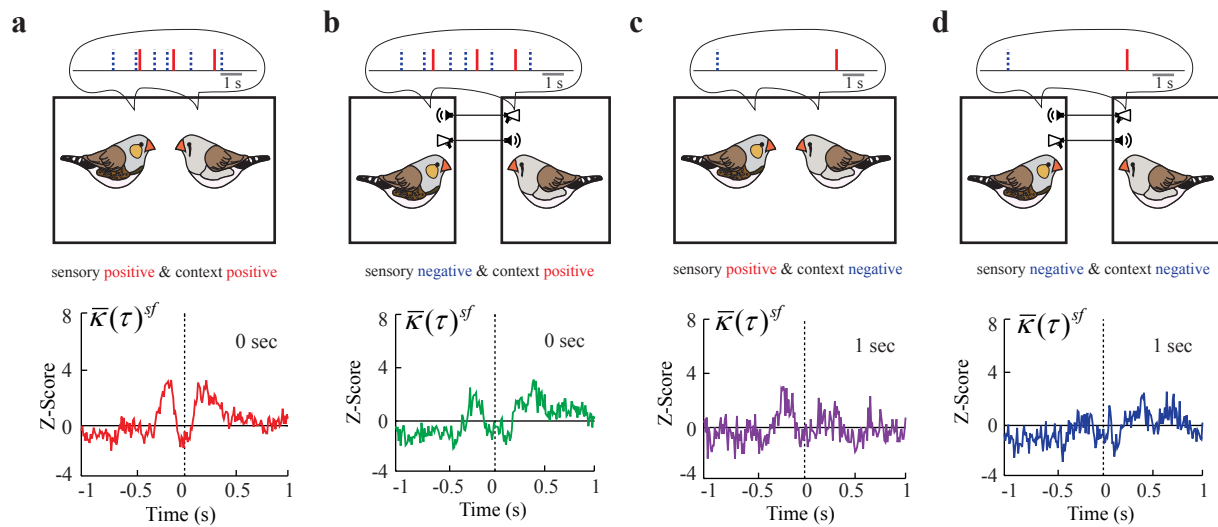 a
1 s
sensory positive & context positive
κ̅(τ)^sf
0 sec
8
4
0
-4
Z-Score
-1
-0.5
0
0.5
1
Time (s)
b
1 s
sensory negative & context positive
κ̅(τ)^sf
0 sec
8
4
0
-4
Z-Score
-1
-0.5
0
0.5
1
Time (s)
c
1 s
sensory positive & context negative
κ̅(τ)^sf
1 sec
8
4
0
-4
Z-Score
-1
-0.5
0
0.5
1
Time (s)
d
1 s
sensory negative & context negative
κ̅(τ)^sf
1 sec
8
4
0
-4
Z-Score
-1
-0.5
0
0.5
1
Time (s)